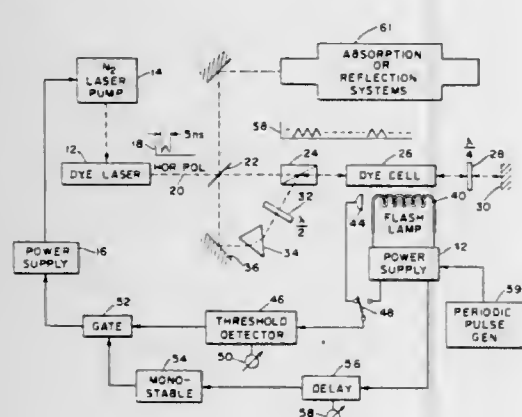 61
ABSORPTION
OR
REFLECTION
SYSTEMS
N2
LASER
PUMP
14
5ns
18
58
12
DYE LASER
HOR POL
20
22
24
26
DYE CELL
λ
4
28
30
32
λ
2
34
36
44
40
FLASH
LAMP
POWER
SUPPLY
16
POWER
SUPPLY
59
PERIODIC
PULSE
GEN
52
GATE
46
THRESHOLD
DETECTOR
48
50
54
MONO-
STABLE
56
DELAY
58